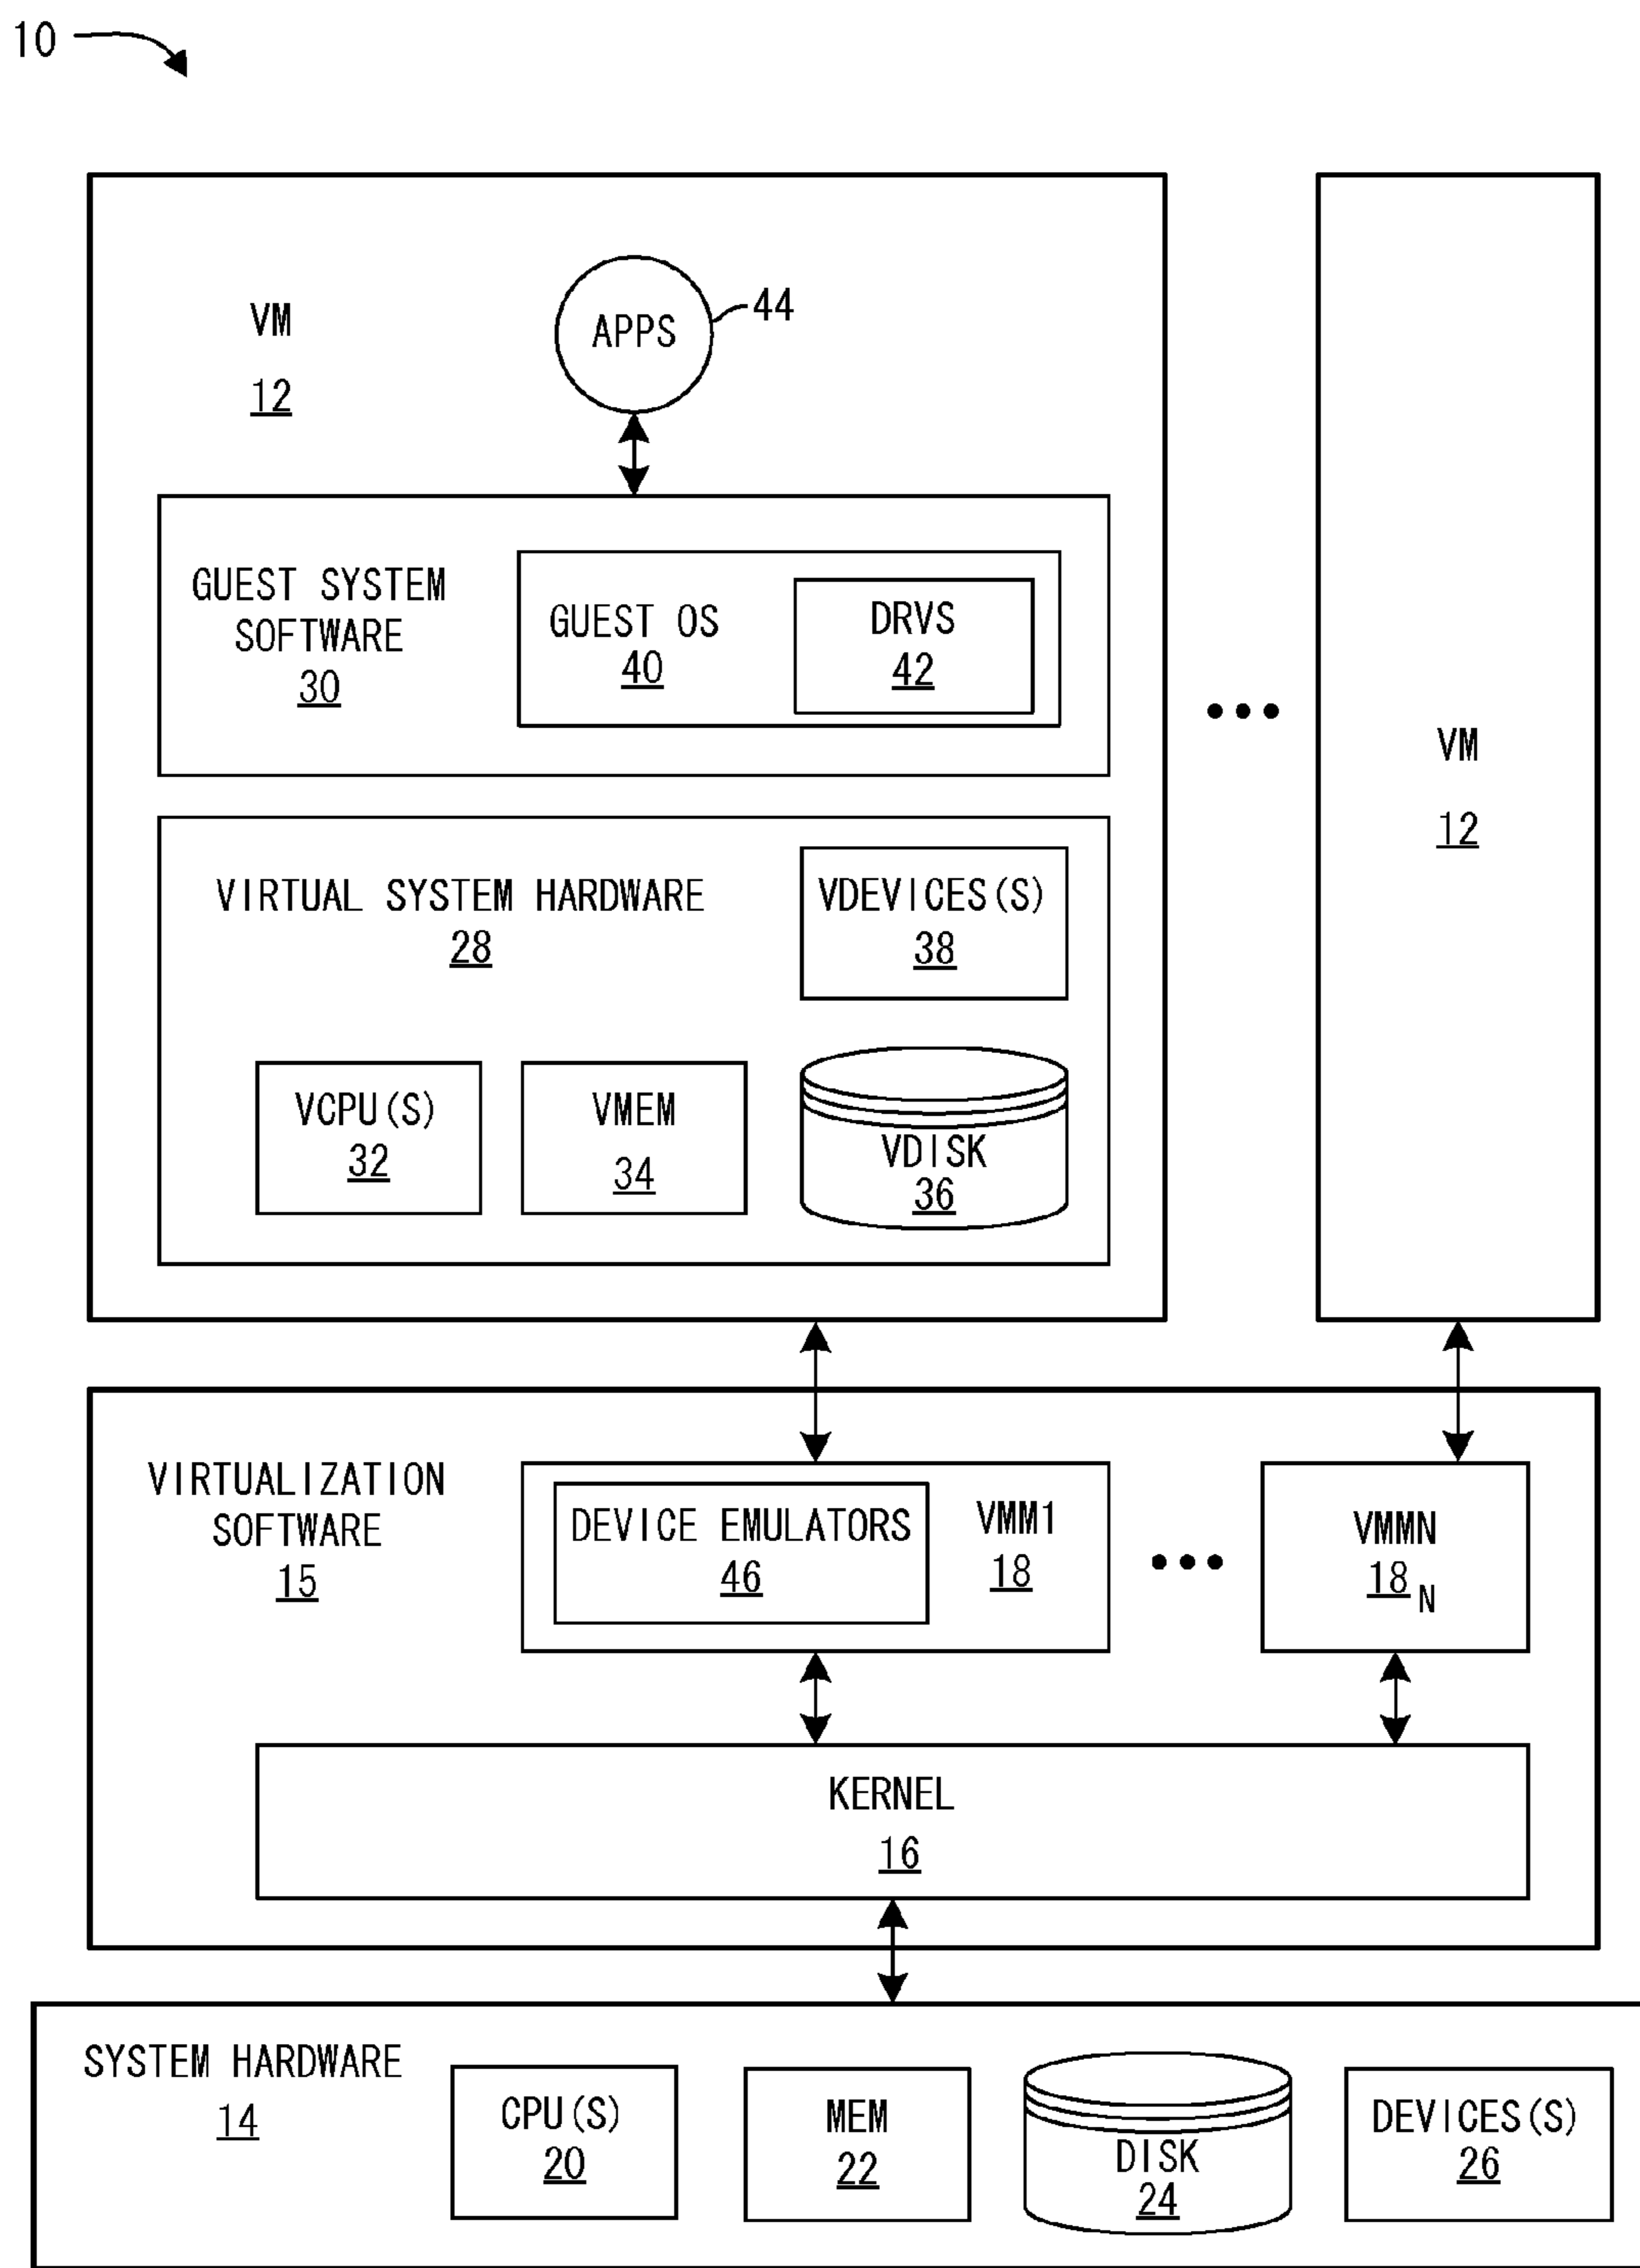 10
VM
12
APPS
44
GUEST SYSTEM
SOFTWARE
30
GUEST OS
40
DRVS
42
VM
12
VIRTUAL SYSTEM HARDWARE
28
VDEVICES(S)
38
VCPU(S)
32
VMEM
34
VDISK
36
VIRTUALIZATION
SOFTWARE
15
DEVICE EMULATORS
46
VMM1
18
VMMN
18N
KERNEL
16
SYSTEM HARDWARE
14
CPU(S)
20
MEM
22
DISK
24
DEVICES(S)
26